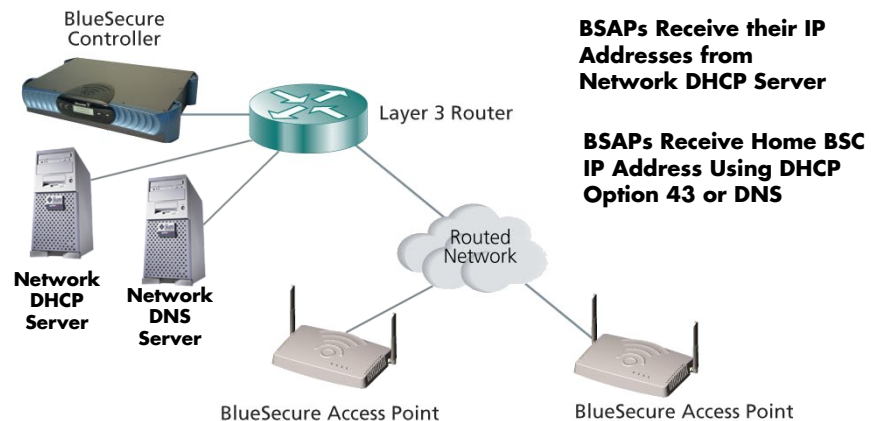 BlueSecure
Controller
BSAPs Receive their IP
Addresses from
Network DHCP Server
Layer 3 Router
BSAPs Receive Home BSC
IP Address Using DHCP
Option 43 or DNS
Routed
Network
Network
DHCP
Server
Network
DNS
Server
BlueSecure Access Point
BlueSecure Access Point